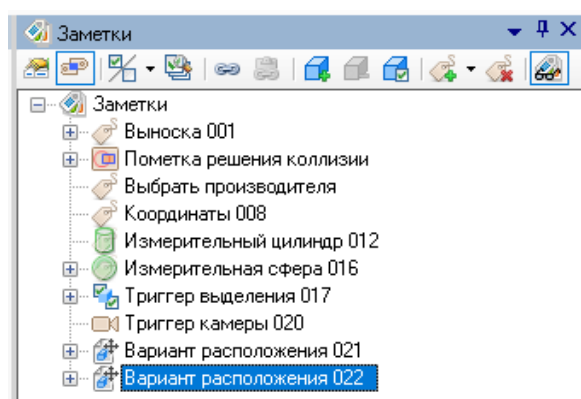 Заметки
Заметки
Выноска 001
Пометка решения коллизии
Выбрать производителя
Координаты 008
Измерительный цилиндр 012
Измерительная сфера 016
Триггер выделения 017
Триггер камеры 020
Вариант расположения 021
Вариант расположения 022